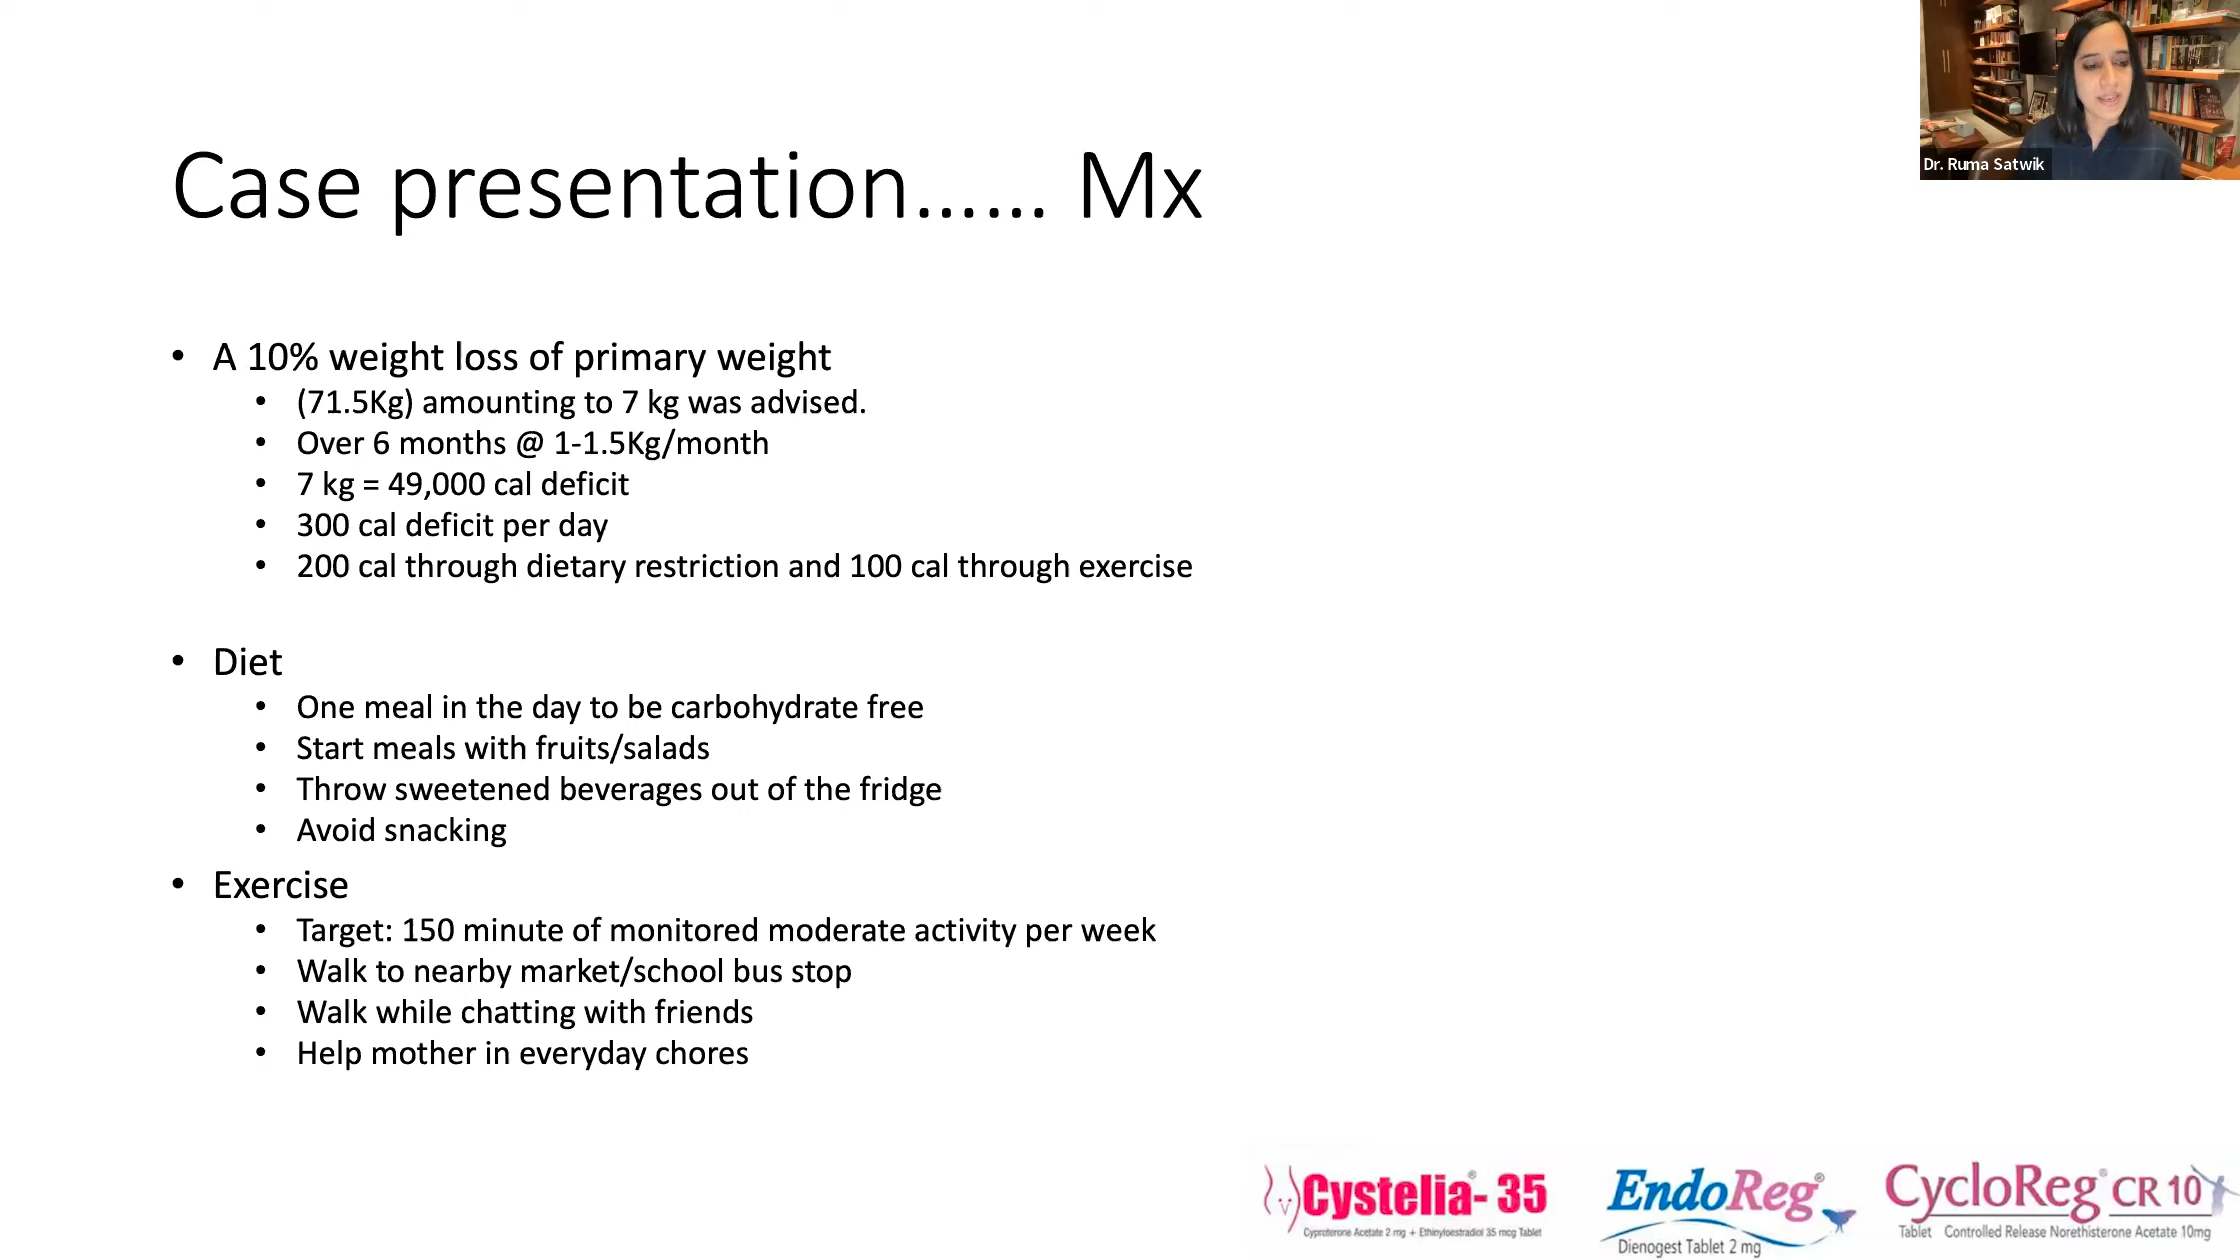 Dr. Ruma Satwik
Case presentation...... Mx
• A 10% weight loss of primary weight
• (71.5Kg) amounting to 7 kg was advised.
• Over 6 months @ 1-1.5Kg/month
• 7 kg = 49,000 cal deficit
• 300 cal deficit per day
• 200 cal through dietary restriction and 100 cal through exercise
• Diet
• One meal in the day to be carbohydrate free
• Start meals with fruits/salads
• Throw sweetened beverages out of the fridge
• Avoid snacking
• Exercise
• Target: 150 minute of monitored moderate activity per week
• Walk to nearby market/school bus stop
• Walk while chatting with friends
• Help mother in everyday chores
Cystelia®- 35
Cyproterone Acetate 2 mg + Ethinyloestradiol 35 mcg Tablet
EndoReg®
Dienogest Tablet 2 mg
CycloReg® CR 10
Tablet Controlled Release Norethisterone Acetate 10mg